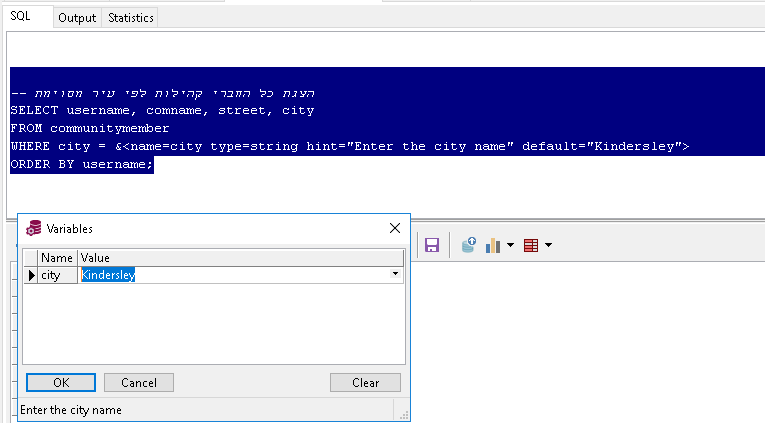 SQL Output Statistics
-- הצגת כל החברי קהילות לפי עיר מסוימת
SELECT username, comname, street, city
FROM communitymember
WHERE city = &<name=city type=string hint="Enter the city name" default="Kindersley">
ORDER BY username;
Variables
Name Value
city Kindersley
OK Cancel Clear
Enter the city name